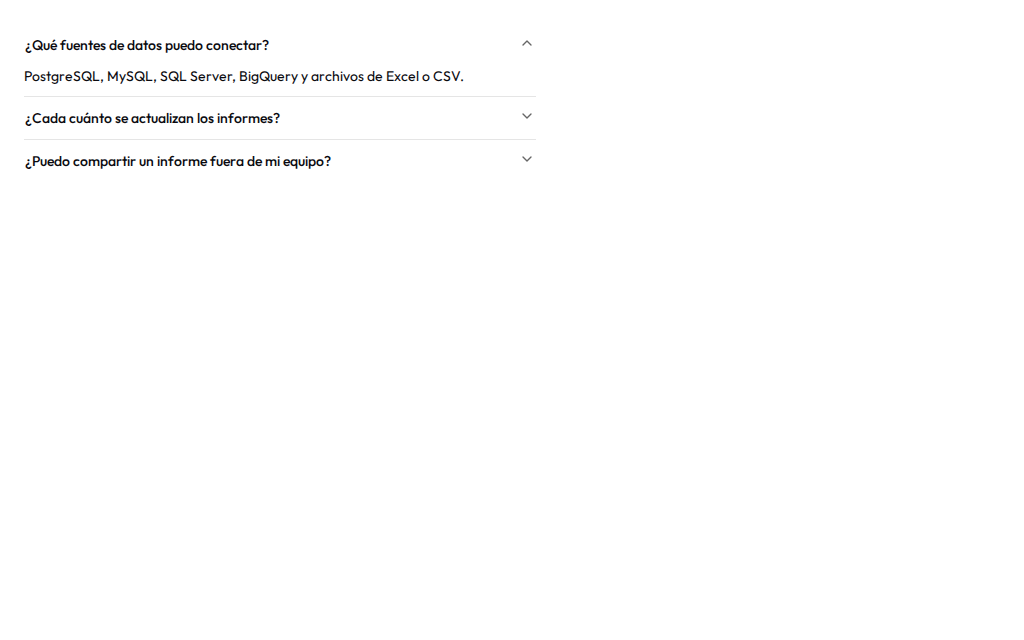 ¿Qué fuentes de datos puedo conectar?
PostgreSQL, MySQL, SQL Server, BigQuery y archivos de Excel o CSV.
¿Cada cuánto se actualizan los informes?
¿Puedo compartir un informe fuera de mi equipo?